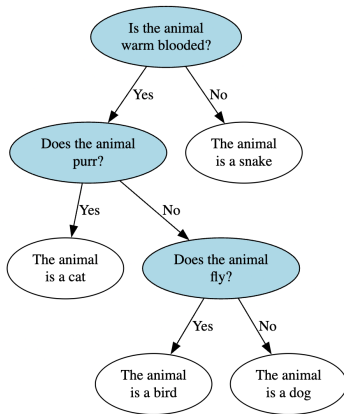 Is the animal
warm blooded?
Yes
No
Does the animal
purr?
The animal
is a snake
Yes
No
The animal
is a cat
Does the animal
fly?
Yes
No
The animal
is a bird
The animal
is a dog